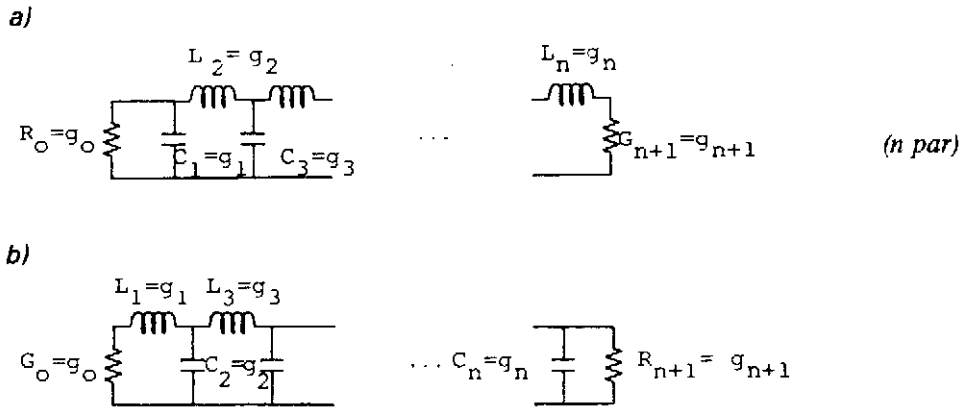 a)
L₂ = g₂
Lₙ=gₙ
Rₒ=gₒ
C₁=g₁
C₃=g₃
...
Gₙ₊₁=gₙ₊₁
(n par)
b)
L₁=g₁
L₃=g₃
Gₒ=gₒ
C₂=g₂
... Cₙ=gₙ
Rₙ₊₁= gₙ₊₁